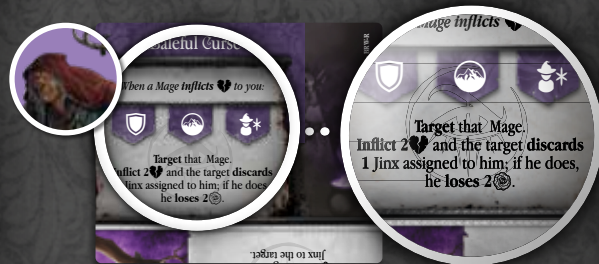 Baleful Curse
When a Mage inflicts to you:
Target that Mage.
Inflict 2 and the target discards
Jinx assigned to him; if he does,
he loses 2.
Jinx to the target.
Mage inflicts
Target that Mage.
Inflict 2 and the target discards
1 Jinx assigned to him; if he does,
he loses 2.